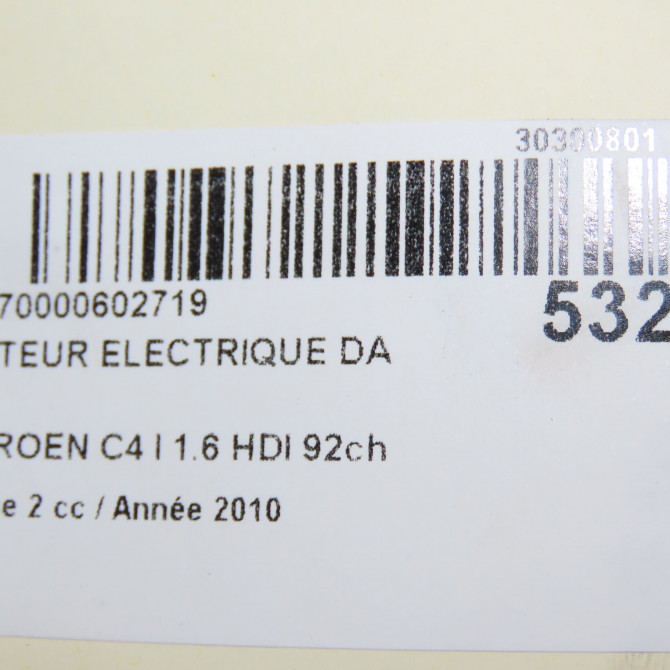 30300801
70000602719
532
TEUR ELECTRIQUE DA
ROEN C4 I 1.6 HDI 92ch
e 2 cc / Année 2010